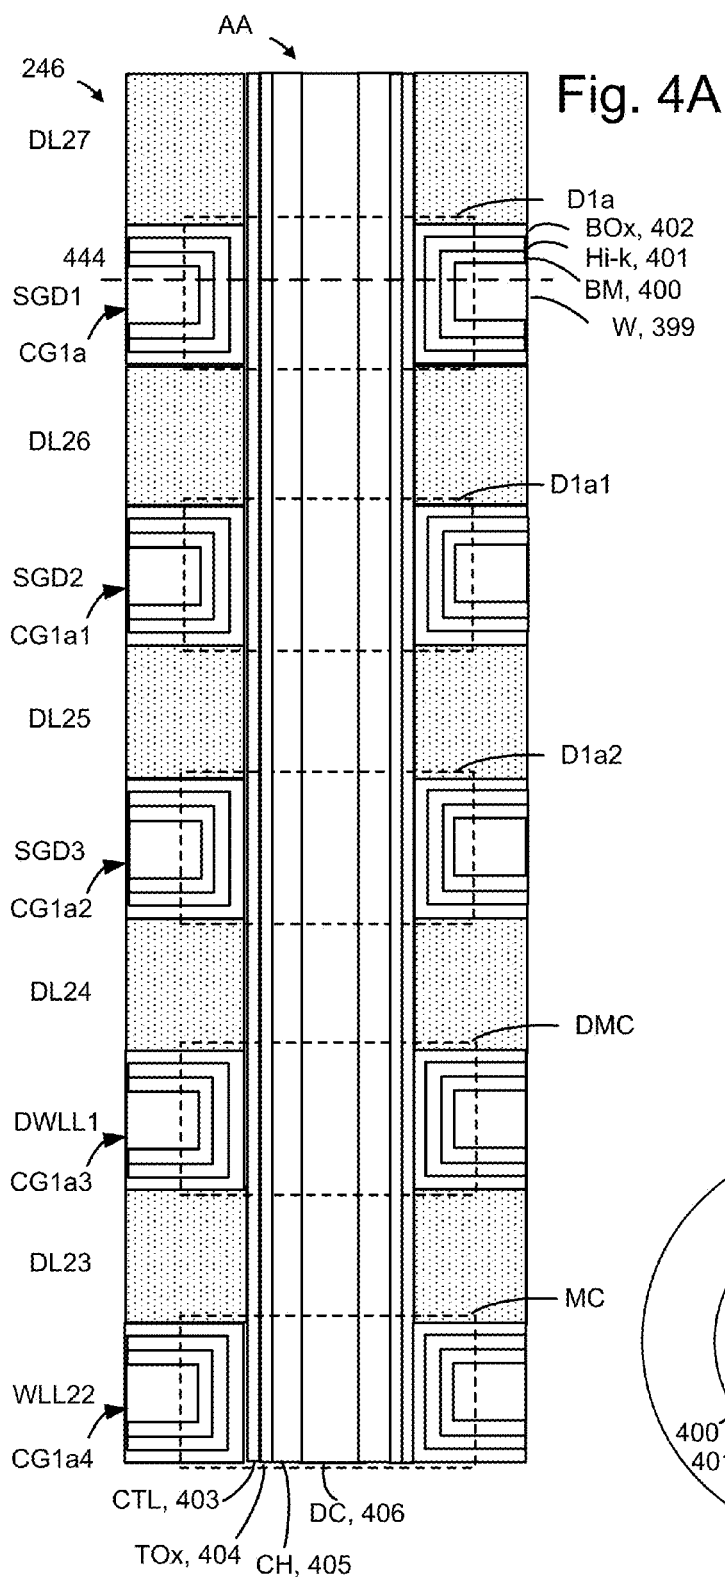 AA
246
Fig. 4A
DL27
D1a
BOx, 402
444
Hi-k, 401
SGD1
BM, 400
W, 399
CG1a
DL26
D1a1
SGD2
CG1a1
DL25
D1a2
SGD3
CG1a2
DL24
DMC
DWLL1
CG1a3
DL23
MC
WLL22
400
CG1a4
401
CTL, 403
DC, 406
TOx, 404
CH, 405